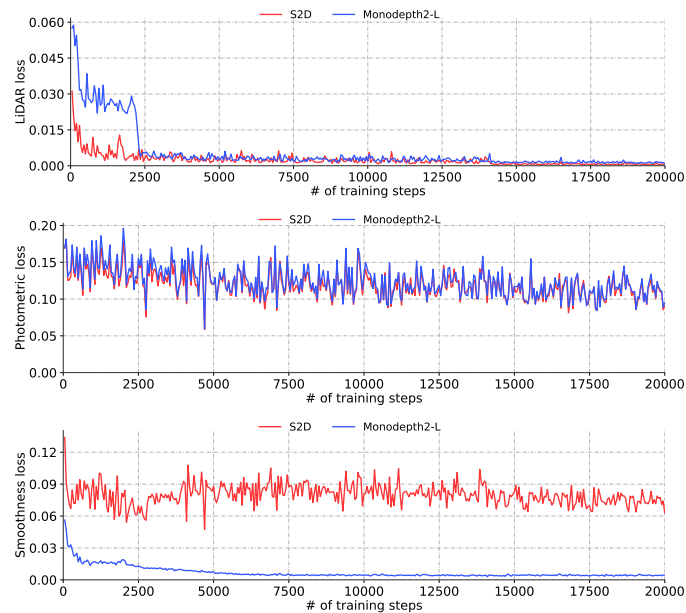 S2D Monodepth2-L
0.060
0.045
0.030
0.015
0.000
LiDAR loss
0 2500 5000 7500 10000 12500 15000 17500 20000
# of training steps
S2D Monodepth2-L
0.20
0.15
0.10
0.05
0.00
Photometric loss
0 2500 5000 7500 10000 12500 15000 17500 20000
# of training steps
S2D Monodepth2-L
0.12
0.09
0.06
0.03
0.00
Smoothness loss
0 2500 5000 7500 10000 12500 15000 17500 20000
# of training steps